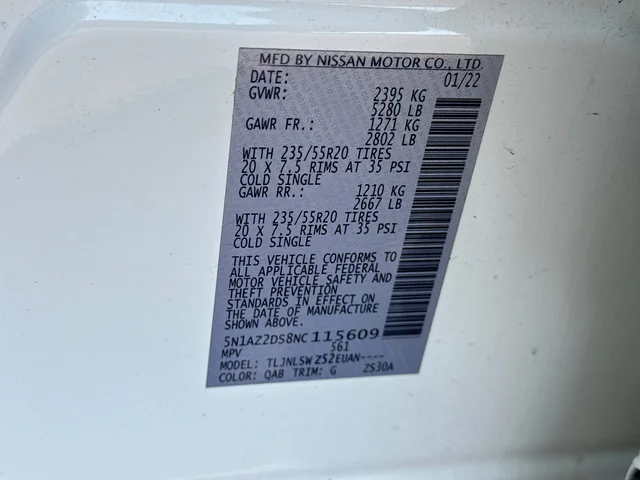 MFD BY NISSAN MOTOR CO., LTD.
DATE: 01/22
GVWR: 2395 KG
5280 LB
GAWR FR.: 1271 KG
2802 LB
WITH 235/55R20 TIRES
20 X 7.5 RIMS AT 35 PSI
COLD SINGLE
GAWR RR.: 1210 KG
2667 LB
WITH 235/55R20 TIRES
20 X 7.5 RIMS AT 35 PSI
COLD SINGLE
THIS VEHICLE CONFORMS TO
ALL APPLICABLE FEDERAL
MOTOR VEHICLE SAFETY AND
THEFT PREVENTION
STANDARDS IN EFFECT ON
THE DATE OF MANUFACTURE
SHOWN ABOVE.
5N1AZ2DS8NC115609
MPV 561
MODEL: TLJNLSWZS2EUAN----
COLOR: QAB TRIM: G ZS30A